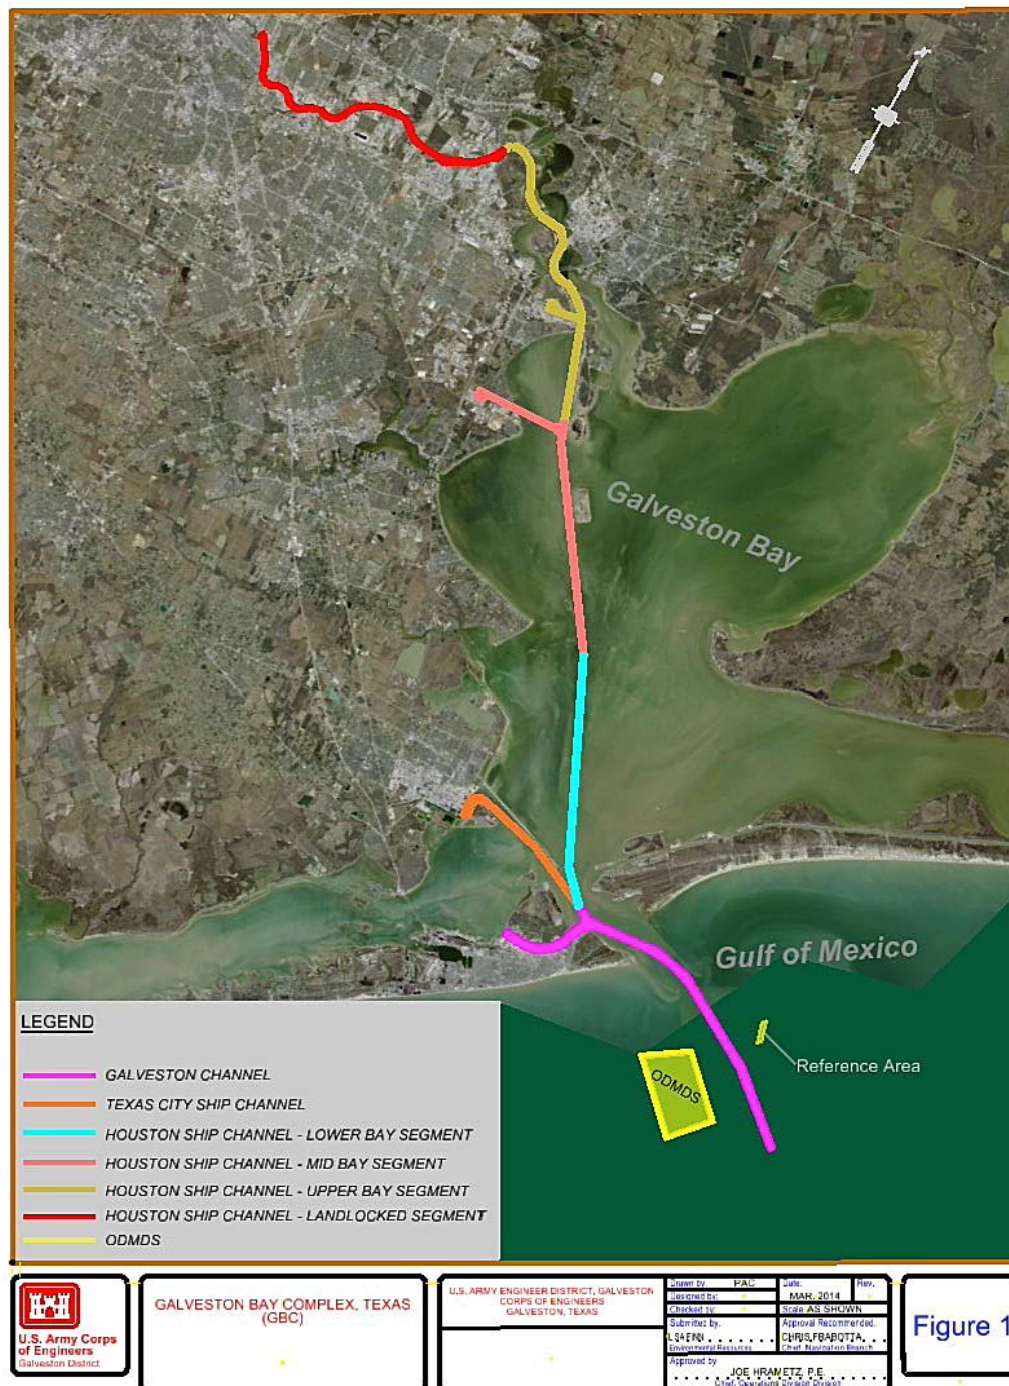 Galveston Bay
Gulf of Mexico
Reference Area
ODMDS
LEGEND
GALVESTON CHANNEL
TEXAS CITY SHIP CHANNEL
HOUSTON SHIP CHANNEL - LOWER BAY SEGMENT
HOUSTON SHIP CHANNEL - MID BAY SEGMENT
HOUSTON SHIP CHANNEL - UPPER BAY SEGMENT
HOUSTON SHIP CHANNEL - LANDLOCKED SEGMENT
ODMDS
U.S. Army Corps
of Engineers
Galveston District
GALVESTON BAY COMPLEX, TEXAS
(GBC)
U.S. ARMY ENGINEER DISTRICT, GALVESTON
CORPS OF ENGINEERS
GALVESTON, TEXAS
Drawn by: PAC
Designed by:
Checked by:
Submitted by:
Environmental Resources
Approved by
JOE HRAMETZ, P.E.
Chief, Operations Division
Date:
MAR. 2014
Rev.
Scale AS SHOWN
Approval Recommended.
CHRIS FRABOTTA
Chief, Navigation Branch
Figure 1